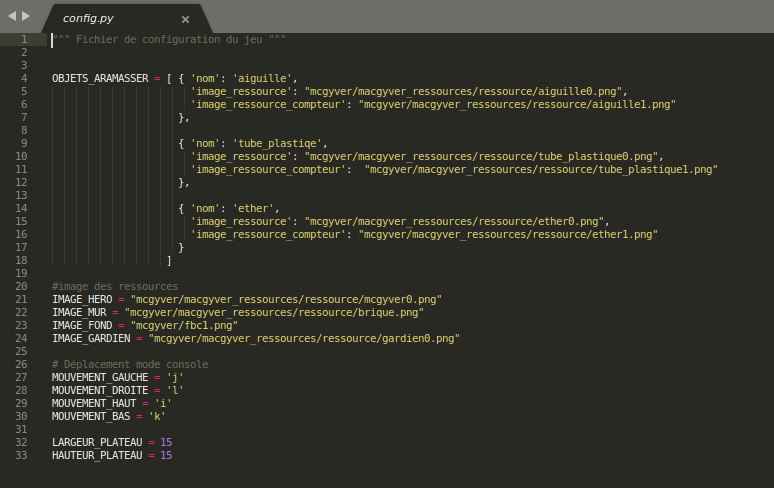 config.py
1 """ Fichier de configuration du jeu """
2
3
4 OBJETS_ARAMASSER = [ { 'nom': 'aiguille',
5 'image_ressource': "mcgyver/macgyver_ressources/ressource/aiguille0.png",
6 'image_ressource_compteur': "mcgyver/macgyver_ressources/ressource/aiguille1.png"
7 },
8
9 { 'nom': 'tube_plastiqe',
10 'image_ressource': "mcgyver/macgyver_ressources/ressource/tube_plastique0.png",
11 'image_ressource_compteur': "mcgyver/macgyver_ressources/ressource/tube_plastique1.png"
12 },
13
14 { 'nom': 'ether',
15 'image_ressource': "mcgyver/macgyver_ressources/ressource/ether0.png",
16 'image_ressource_compteur': "mcgyver/macgyver_ressources/ressource/ether1.png"
17 }
18 ]
19
20 #image des ressources
21 IMAGE_HERO = "mcgyver/macgyver_ressources/ressource/mcgyver0.png"
22 IMAGE_MUR = "mcgyver/macgyver_ressources/ressource/brique.png"
23 IMAGE_FOND = "mcgyver/fbc1.png"
24 IMAGE_GARDIEN = "mcgyver/macgyver_ressources/ressource/gardien0.png"
25
26 # Déplacement mode console
27 MOUVEMENT_GAUCHE = 'j'
28 MOUVEMENT_DROITE = 'l'
29 MOUVEMENT_HAUT = 'i'
30 MOUVEMENT_BAS = 'k'
31
32 LARGEUR_PLATEAU = 15
33 HAUTEUR_PLATEAU = 15